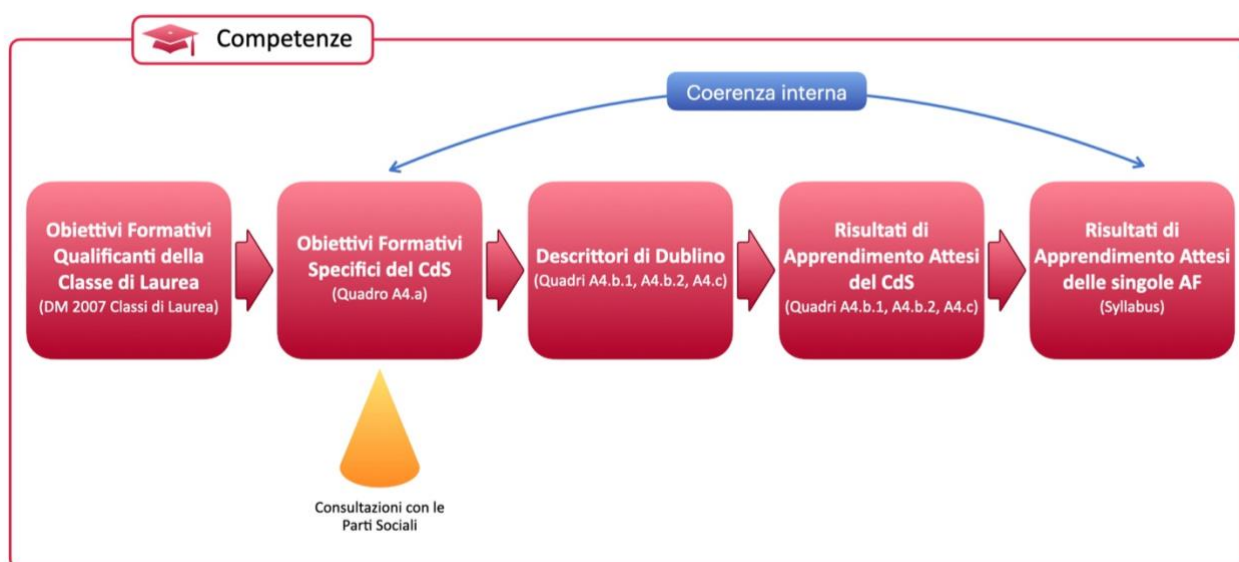 Competenze
Coerenza interna
Obiettivi Formativi
Qualificanti della
Classe di Laurea
(DM 2007 Classi di Laurea)
Obiettivi Formativi
Specifici del CdS
(Quadro A4.a)
Descrittori di Dublino
(Quadri A4.b.1, A4.b.2, A4.c)
Risultati di
Apprendimento Attesi
del CdS
(Quadri A4.b.1, A4.b.2, A4.c)
Risultati di
Apprendimento Attesi
delle singole AF
(Syllabus)
Consultazioni con le
Parti Sociali